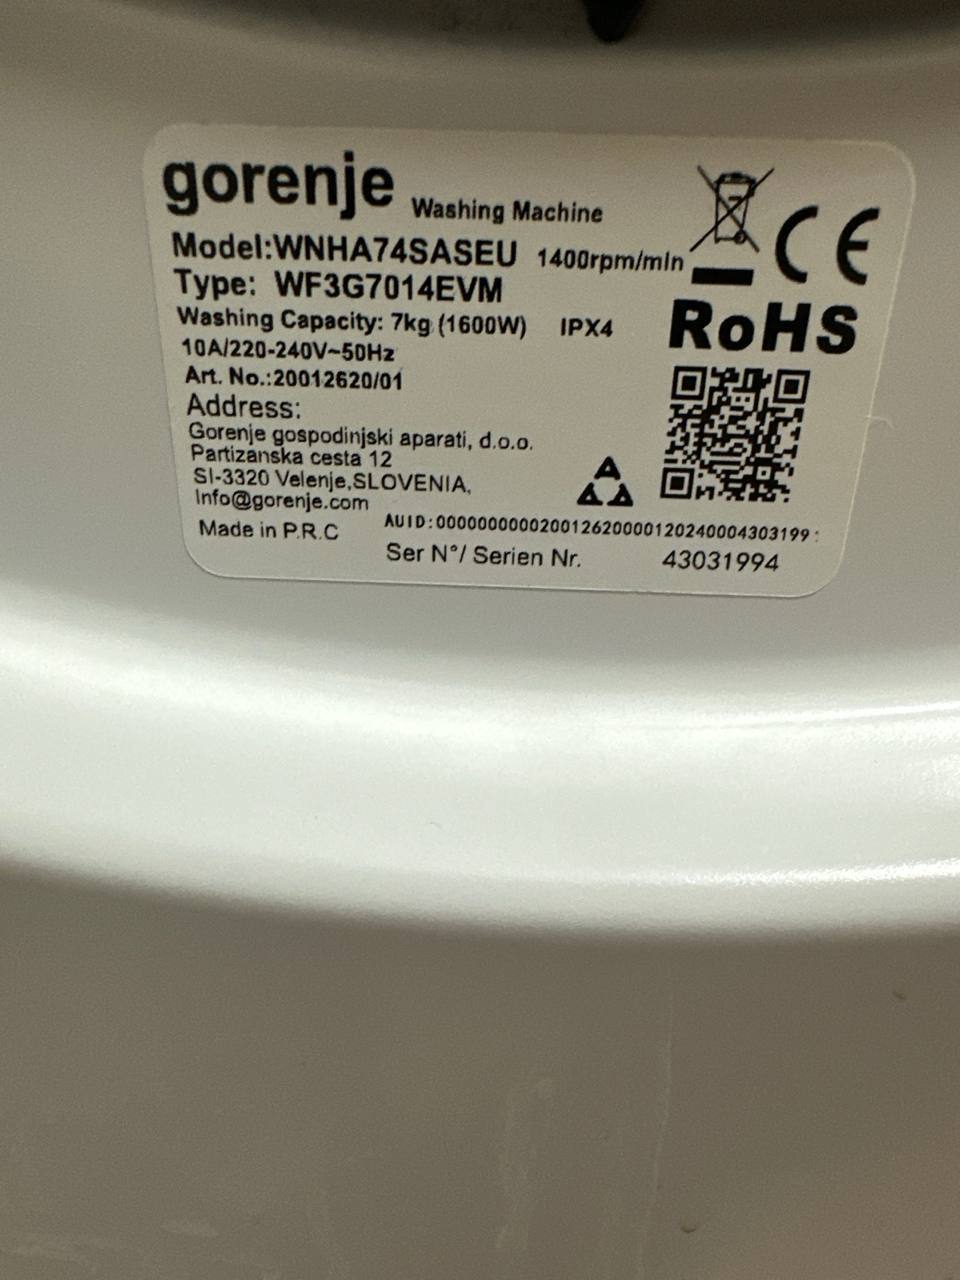 gorenje Washing Machine
Model:WNHA74SASEU 1400rpm/min
Type: WF3G7014EVM
Washing Capacity: 7kg (1600W) IPX4
10A/220-240V~50Hz
Art. No.:20012620/01
Address:
Gorenje gospodinjski aparati, d.o.o.
Partizanska cesta 12
SI-3320 Velenje,SLOVENIA,
Info@gorenje.com
Made in P.R.C
CE
RoHS
Ser N°/ Serien Nr. 43031994